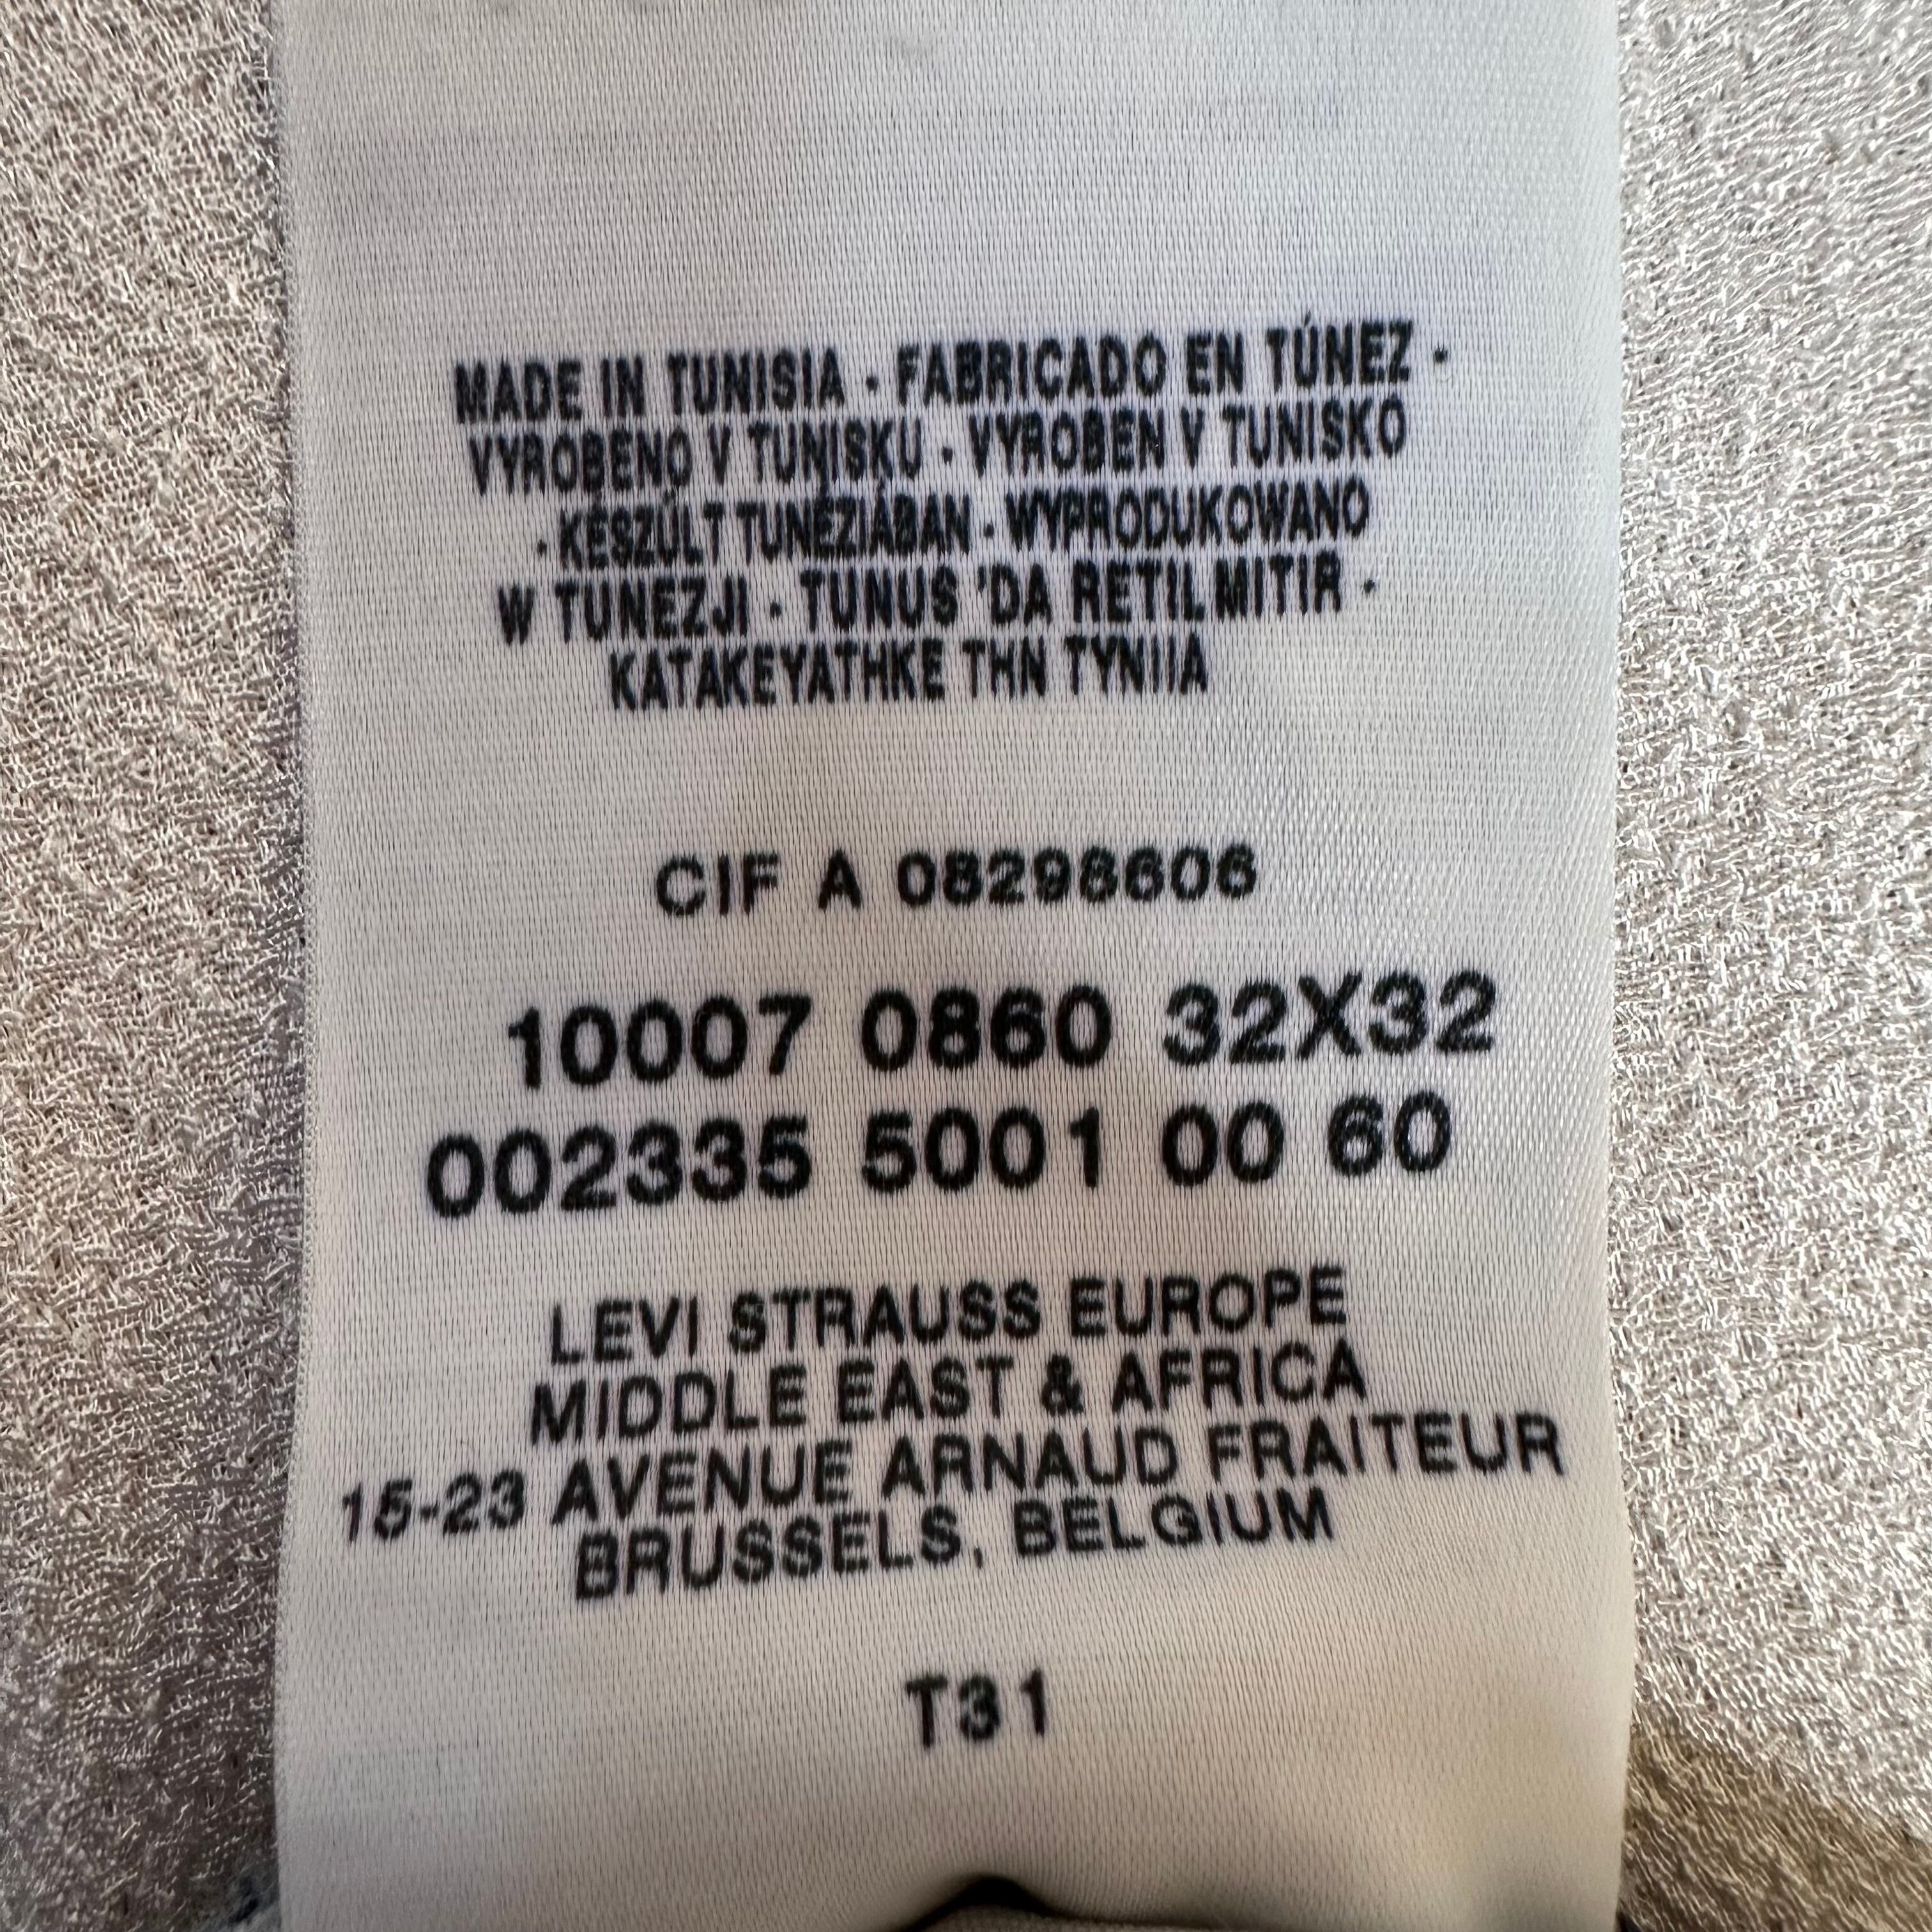 MADE IN TUNISIA · FABRICADO EN TÚNEZ ·
VYROBENO V TUNISKU · VYROBEN V TUNISKO
· KÉSZÚLT TUNÉZIÁBAN · WYPRODUKOWANO
W TUNEZJI · TUNUS 'DA RETILMITIR ·
KATAKEYATHKE THN TYNIIA
CIF A 08298606
10007 0860 32X32
002335 5001 00 60
LEVI STRAUSS EUROPE
MIDDLE EAST & AFRICA
15-23 AVENUE ARNAUD FRAITEUR
BRUSSELS, BELGIUM
T31